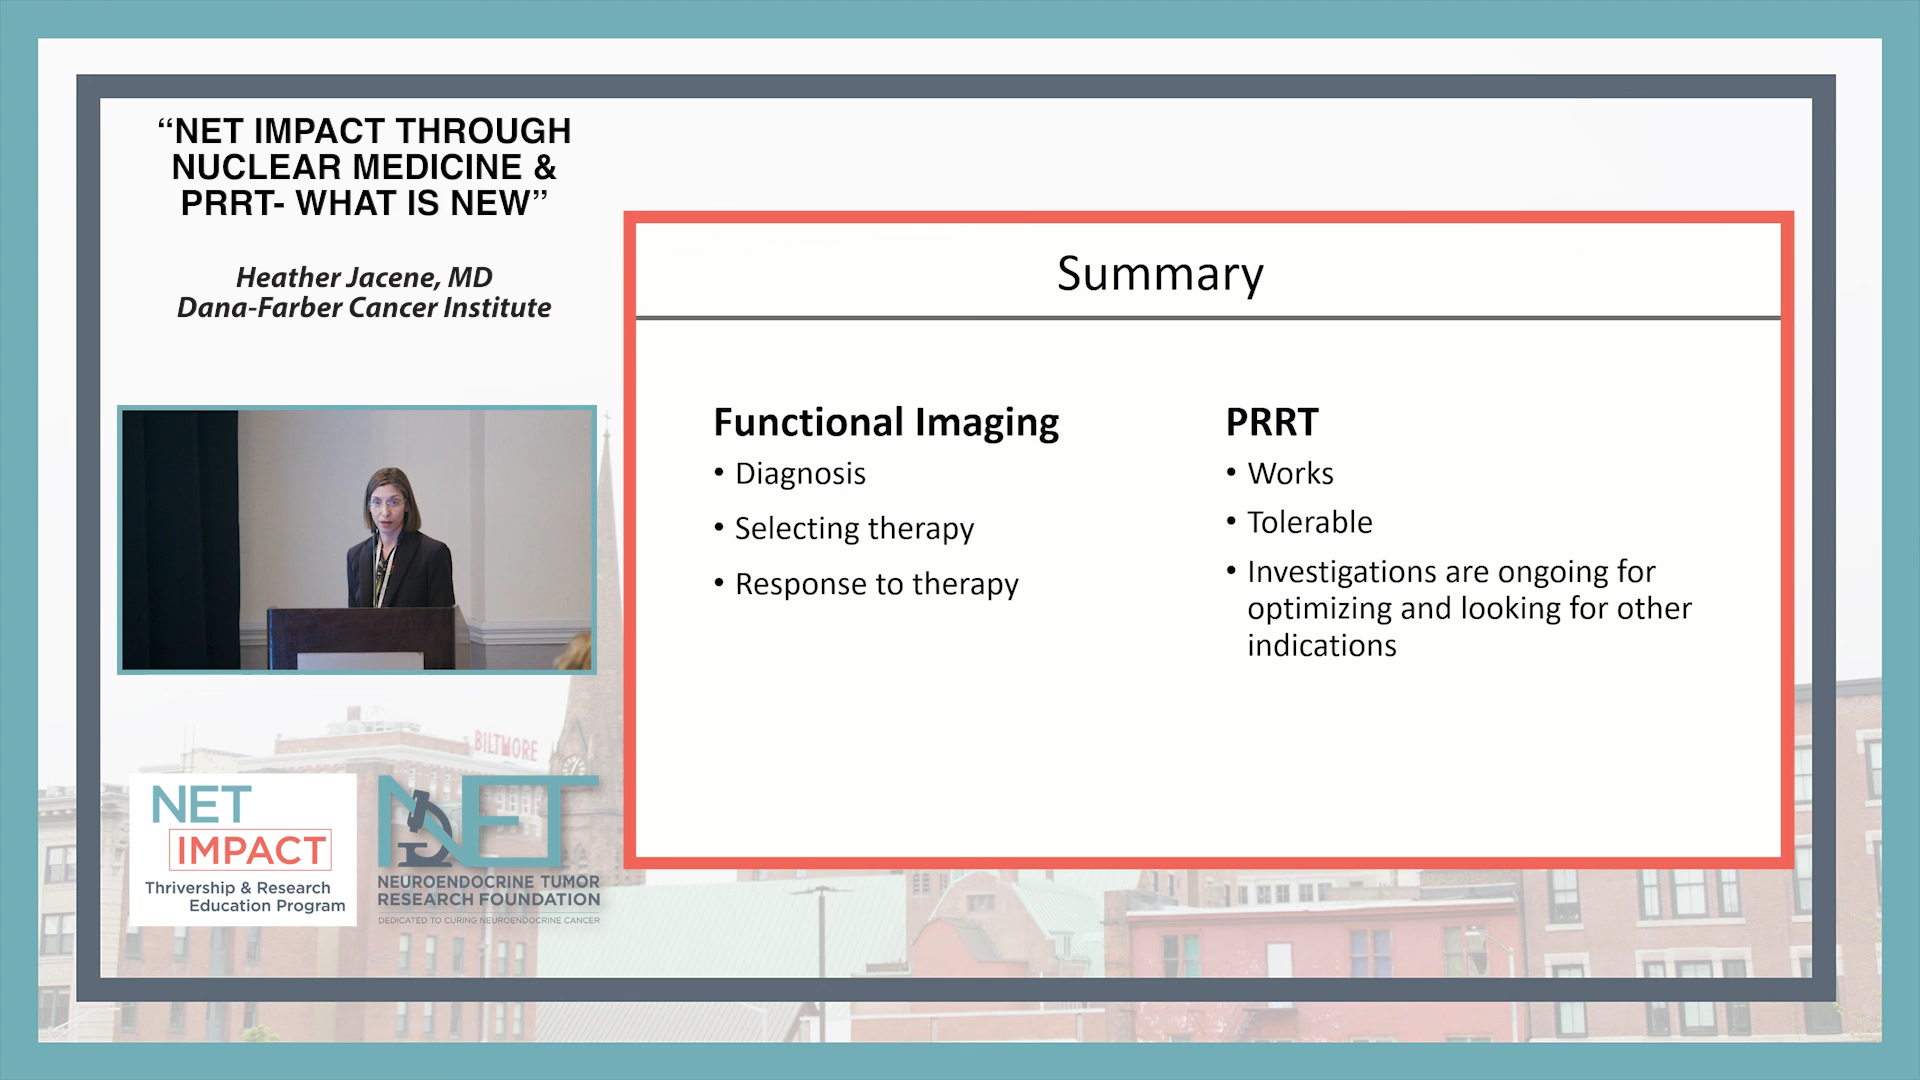 “NET IMPACT THROUGH
NUCLEAR MEDICINE &
PRRT- WHAT IS NEW”
Heather Jacene, MD
Dana-Farber Cancer Institute
Summary
Functional Imaging
• Diagnosis
• Selecting therapy
• Response to therapy
PRRT
• Works
• Tolerable
• Investigations are ongoing for
optimizing and looking for other
indications
BILTMORE
NET
IMPACT
Thrivership & Research
Education Program
NET
NEUROENDOCRINE TUMOR
RESEARCH FOUNDATION
DEDICATED TO CURING NEUROENDOCRINE CANCER